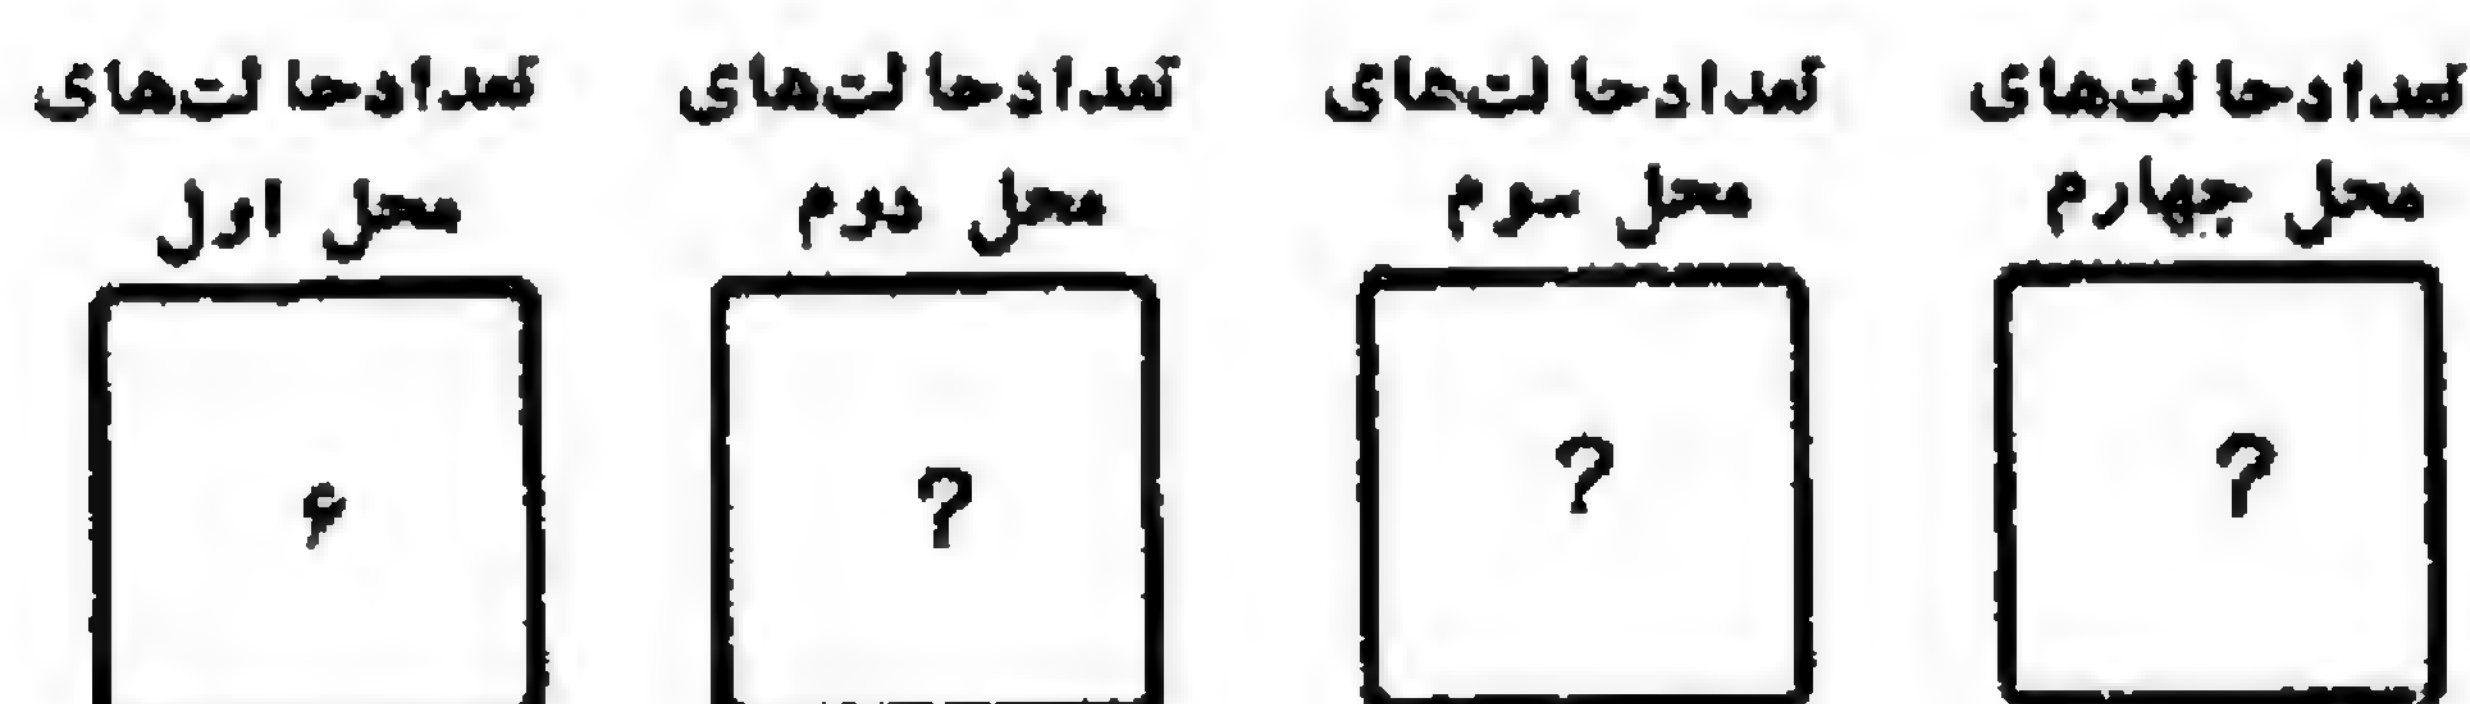 تعداد حالت‌های تعداد حالت‌های تعداد حالت‌های تعداد حالت‌های
محل اول محل دوم محل سوم محل چهارم
۶ ? ? ?